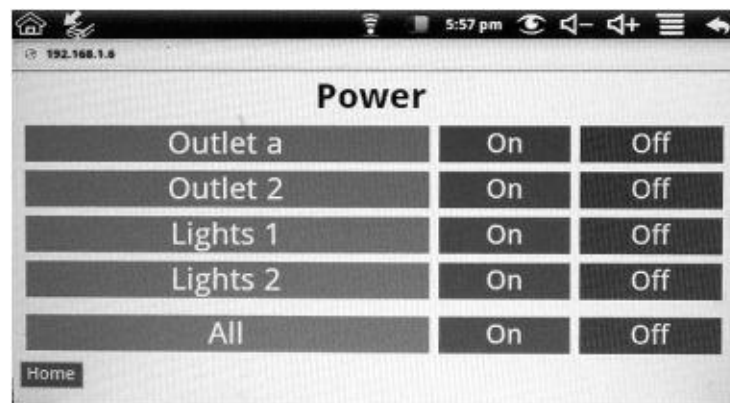 5:57 pm
192.168.1.6
Power
Outlet a On Off
Outlet 2 On Off
Lights 1 On Off
Lights 2 On Off
All On Off
Home